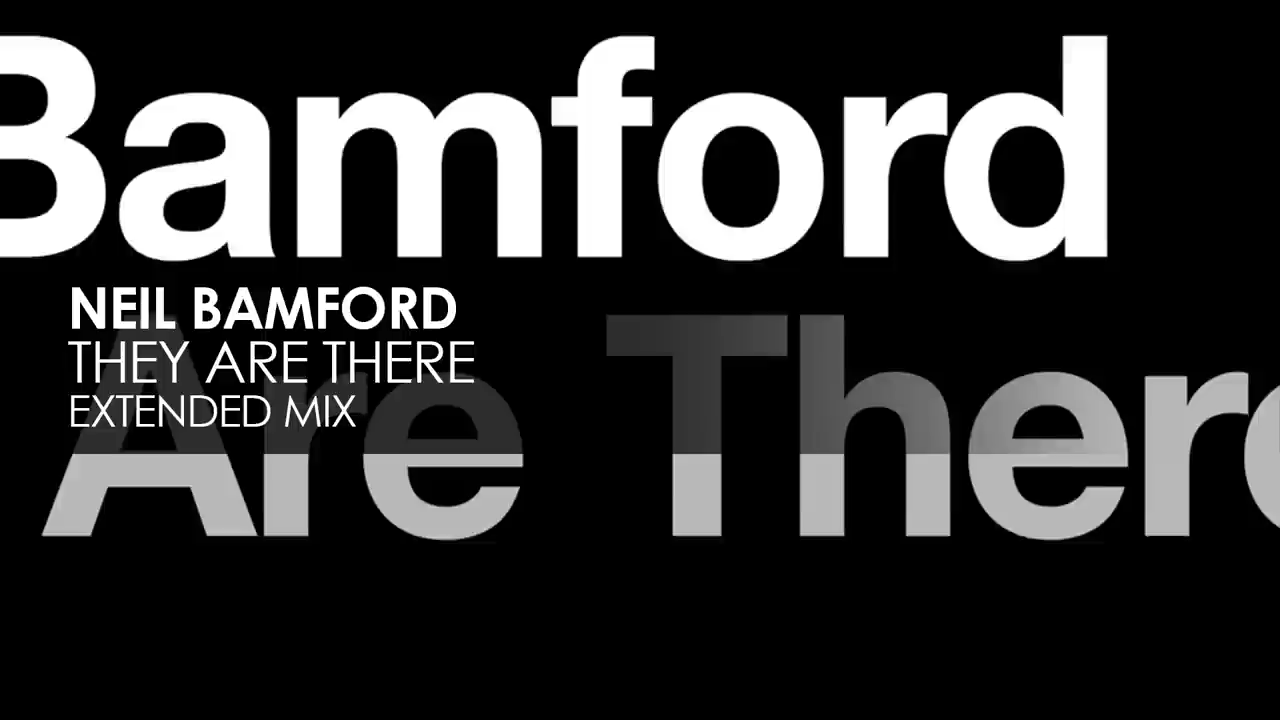 Bamford
NEIL BAMFORD
THEY ARE THERE
EXTENDED MIX
Are There